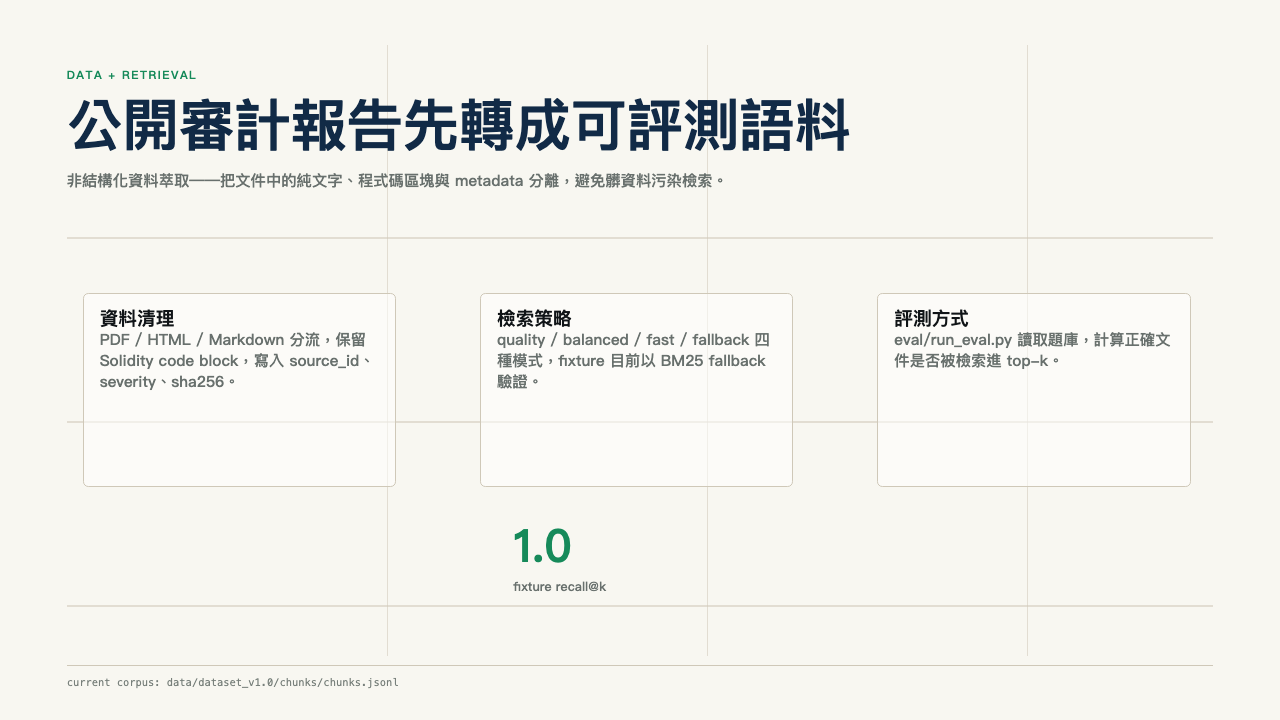 DATA + RETRIEVAL
公開審計報告先轉成可評測語料
非結構化資料萃取——把文件中的純文字、程式碼區塊與 metadata 分離，避免髒資料污染檢索。
資料清理
PDF / HTML / Markdown 分流，保留
Solidity code block，寫入 source_id、
severity、sha256。
檢索策略
quality / balanced / fast / fallback 四
種模式，fixture 目前以 BM25 fallback
驗證。
評測方式
eval/run_eval.py 讀取題庫，計算正確文
件是否被檢索進 top-k。
1.0
fixture recall@k
current corpus: data/dataset_v1.0/chunks/chunks.jsonl